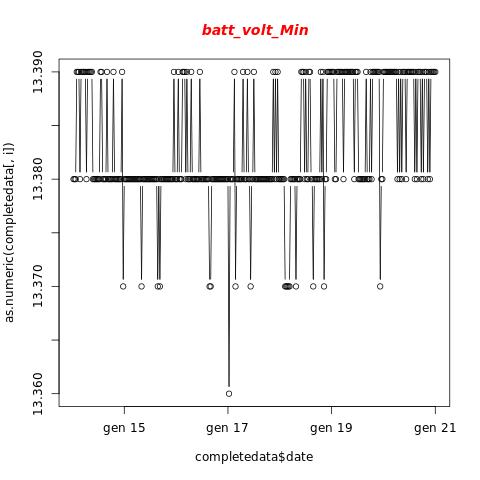 batt_volt_Min
13.390
13.380
13.370
13.360
as.numeric(completedata[, i])
gen 15
gen 17
gen 19
gen 21
completedata$date